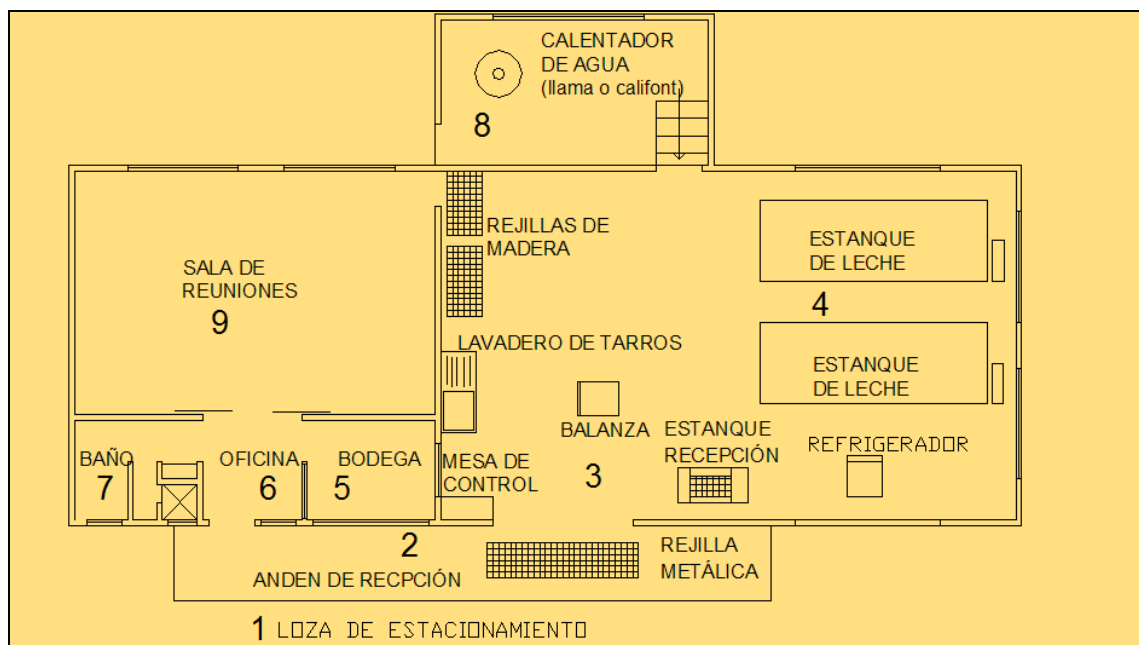 CALENTADOR
DE AGUA
(llama o califont)
8
REJILLAS DE
MADERA
ESTANQUE
DE LECHE
SALA DE
REUNIONES
9
4
LAVADERO DE TARROS
ESTANQUE
DE LECHE
BALANZA
ESTANQUE
RECEPCIÓN
REFRIGERADOR
BAÑO
7
OFICINA
6
BODEGA
5
MESA DE
CONTROL
3
2
ANDEN DE RECPCIÓN
REJILLA
METÁLICA
1 LOZA DE ESTACIONAMIENTO